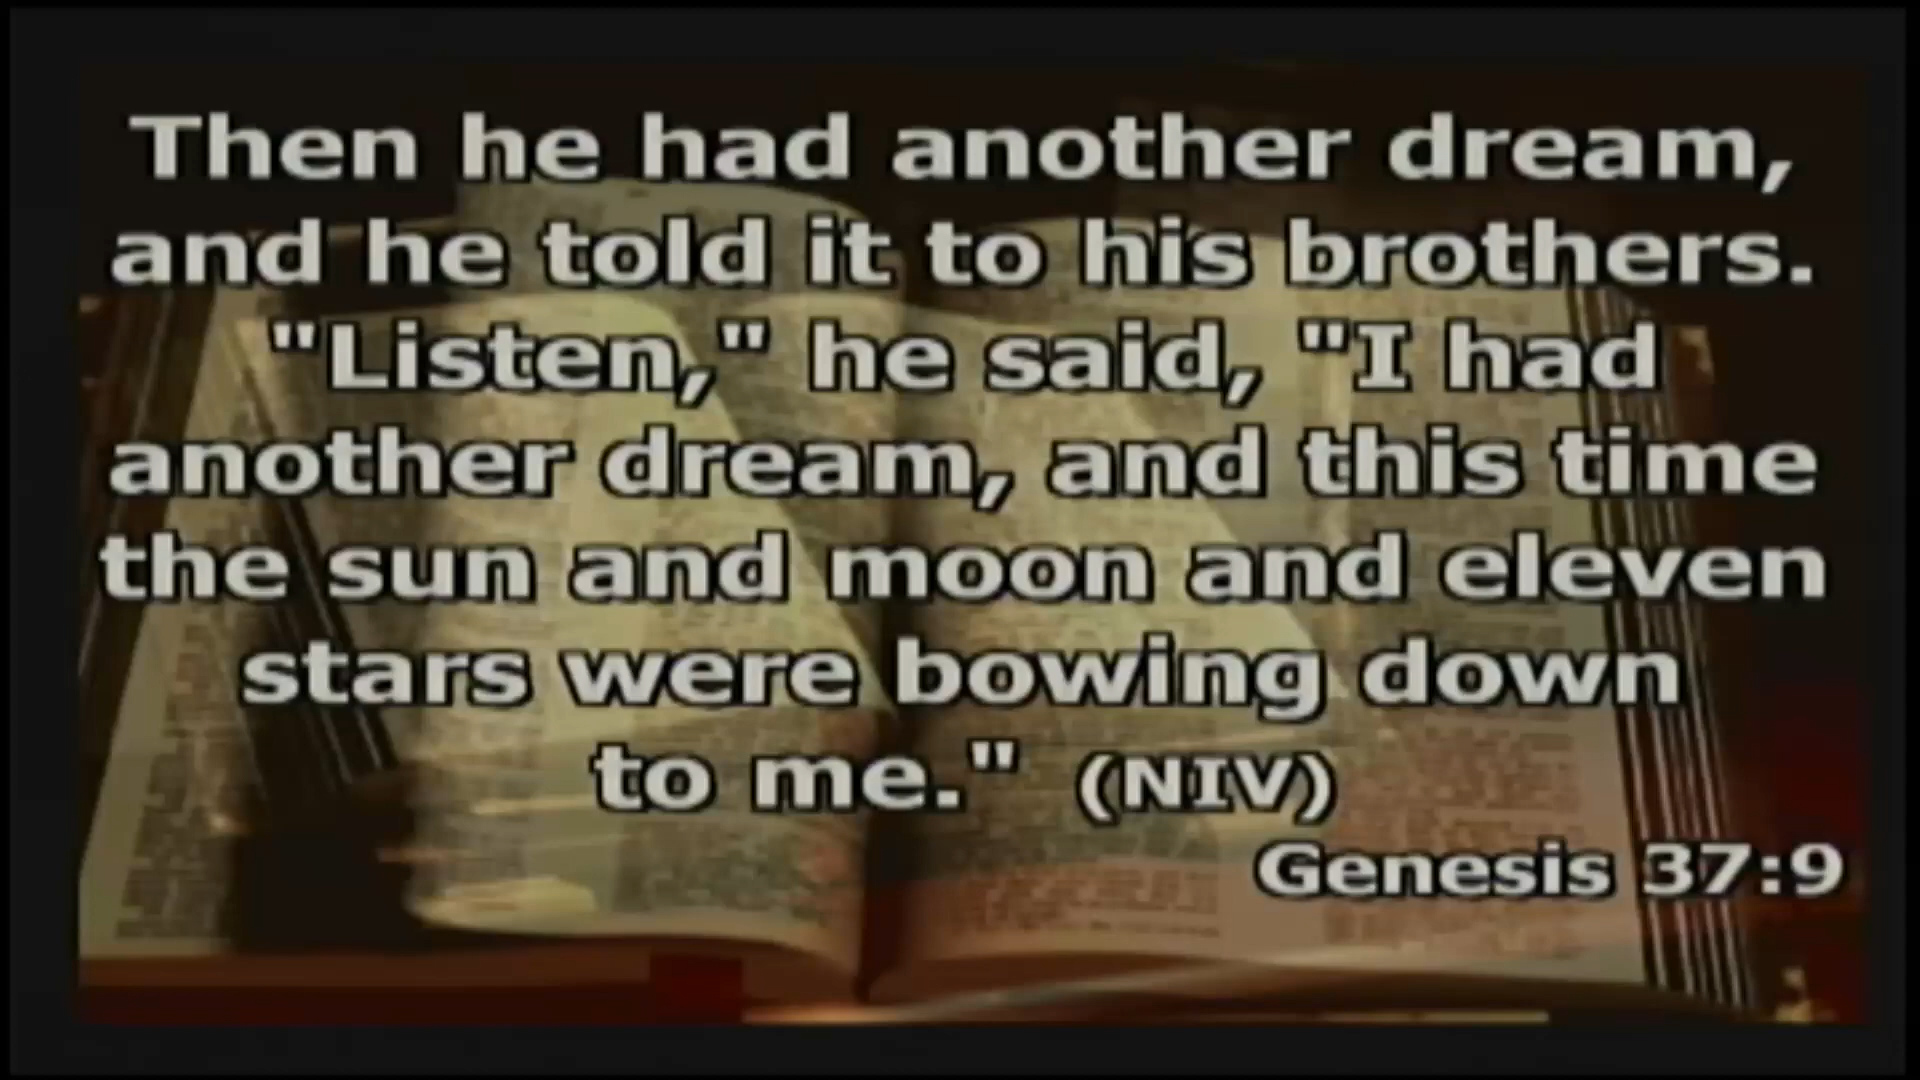 Then he had another dream,
and he told it to his brothers.
"Listen," he said, "I had
another dream, and this time
the sun and moon and eleven
stars were bowing down
to me." (NIV)
Genesis 37:9